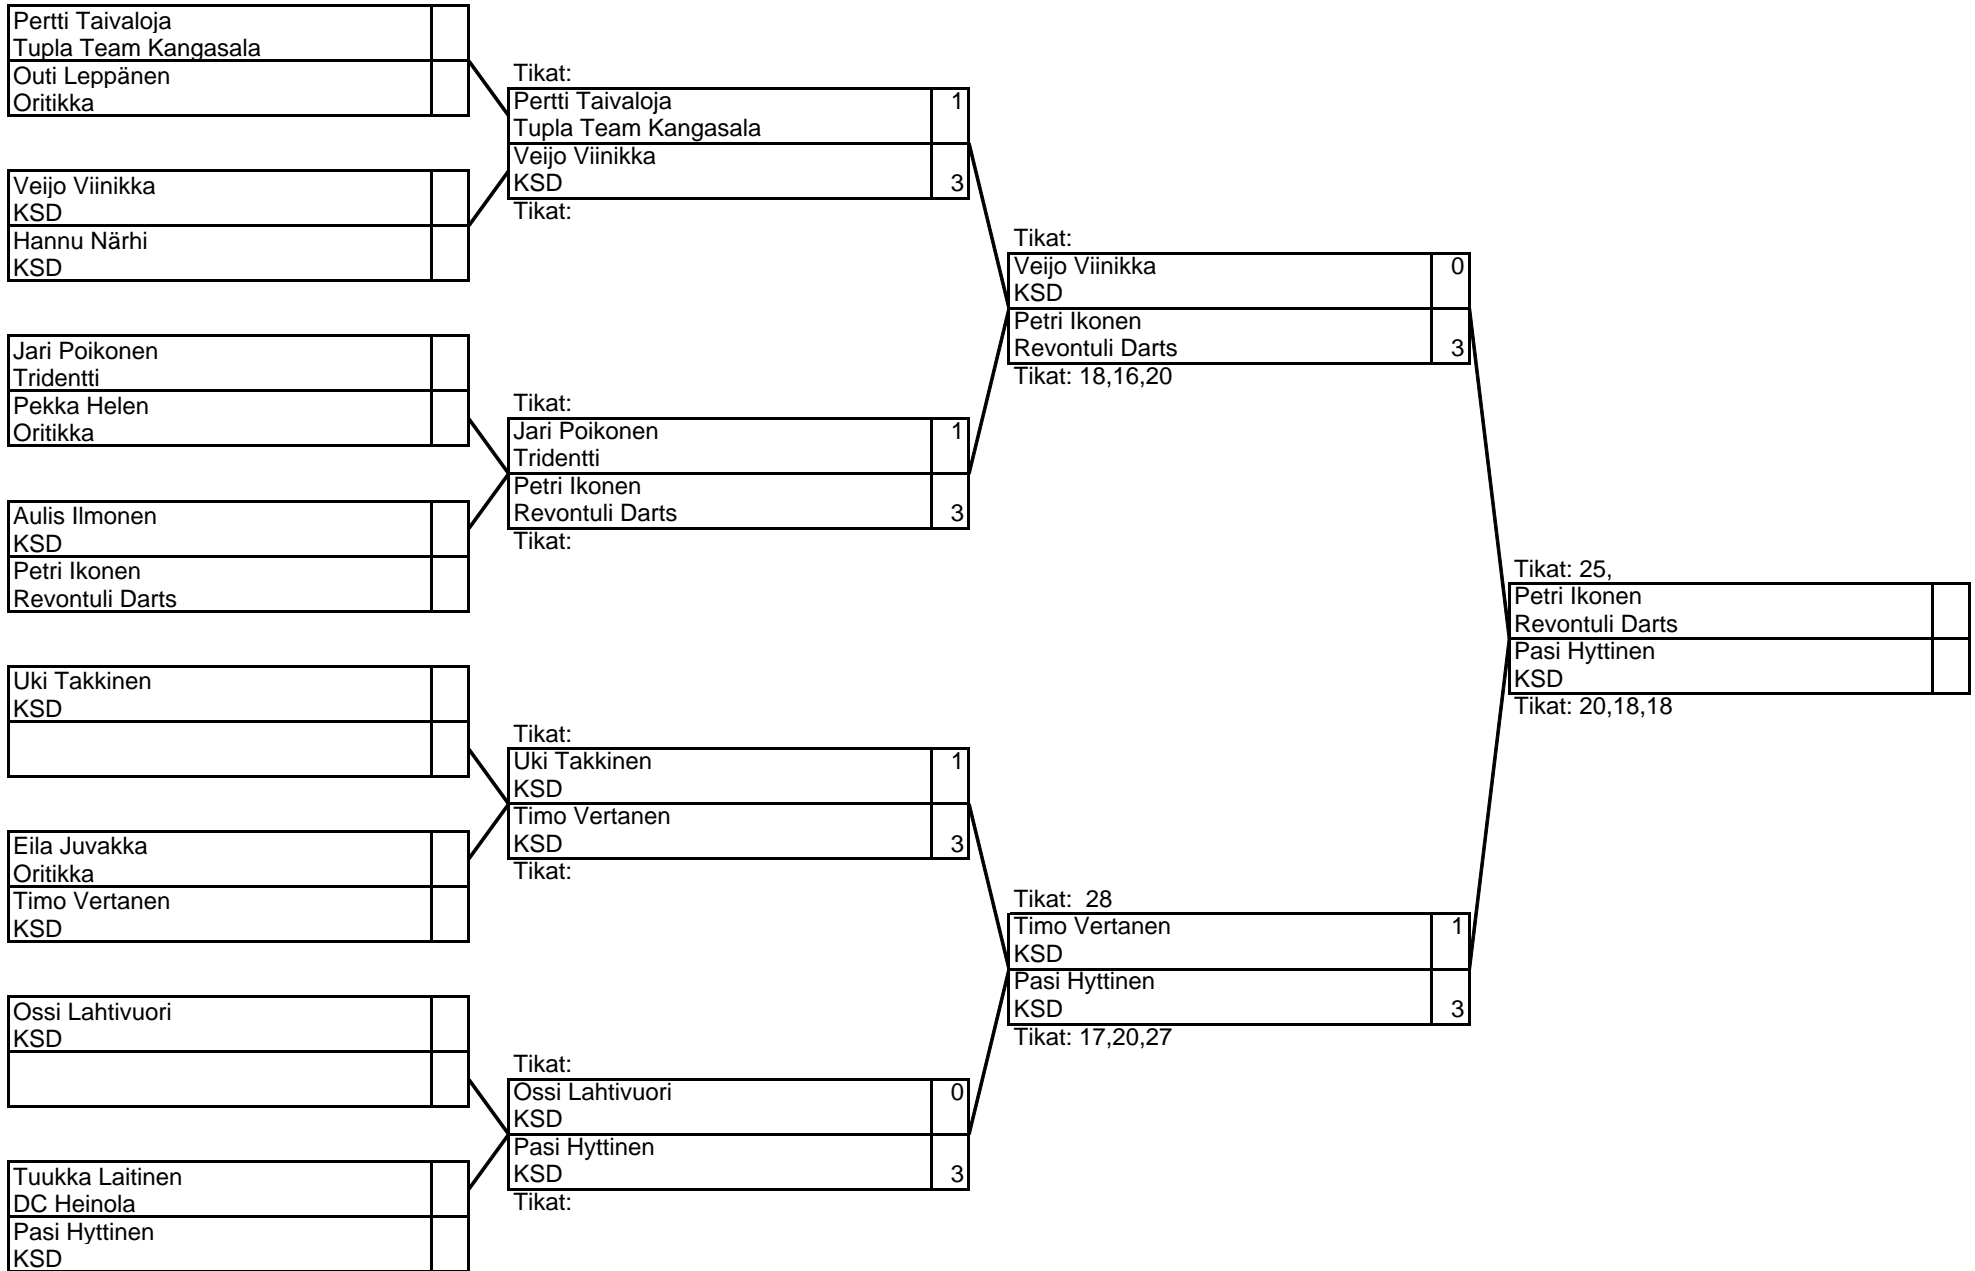 Pertti Taivaloja
Tupla Team Kangasala
Outi Leppänen
Oritikka
Veijo Viinikka
KSD
Hannu Närhi
KSD
Jari Poikonen
Tridentti
Pekka Helen
Oritikka
Aulis Ilmonen
KSD
Petri Ikonen
Revontuli Darts
Uki Takkinen
KSD
Eila Juvakka
Oritikka
Timo Vertanen
KSD
Ossi Lahtivuori
KSD
Tuukka Laitinen
DC Heinola
Pasi Hyttinen
KSD
Tikat:
Pertti Taivaloja 1
Tupla Team Kangasala
Veijo Viinikka
KSD 3
Tikat:
Tikat:
Jari Poikonen 1
Tridentti
Petri Ikonen
Revontuli Darts 3
Tikat:
Tikat:
Uki Takkinen 1
KSD
Timo Vertanen
KSD 3
Tikat:
Tikat:
Ossi Lahtivuori 0
KSD
Pasi Hyttinen
KSD 3
Tikat:
Tikat:
Veijo Viinikka 0
KSD
Petri Ikonen
Revontuli Darts 3
Tikat: 18,16,20
Tikat: 28
Timo Vertanen 1
KSD
Pasi Hyttinen
KSD 3
Tikat: 17,20,27
Tikat: 25,
Petri Ikonen
Revontuli Darts
Pasi Hyttinen
KSD
Tikat: 20,18,18